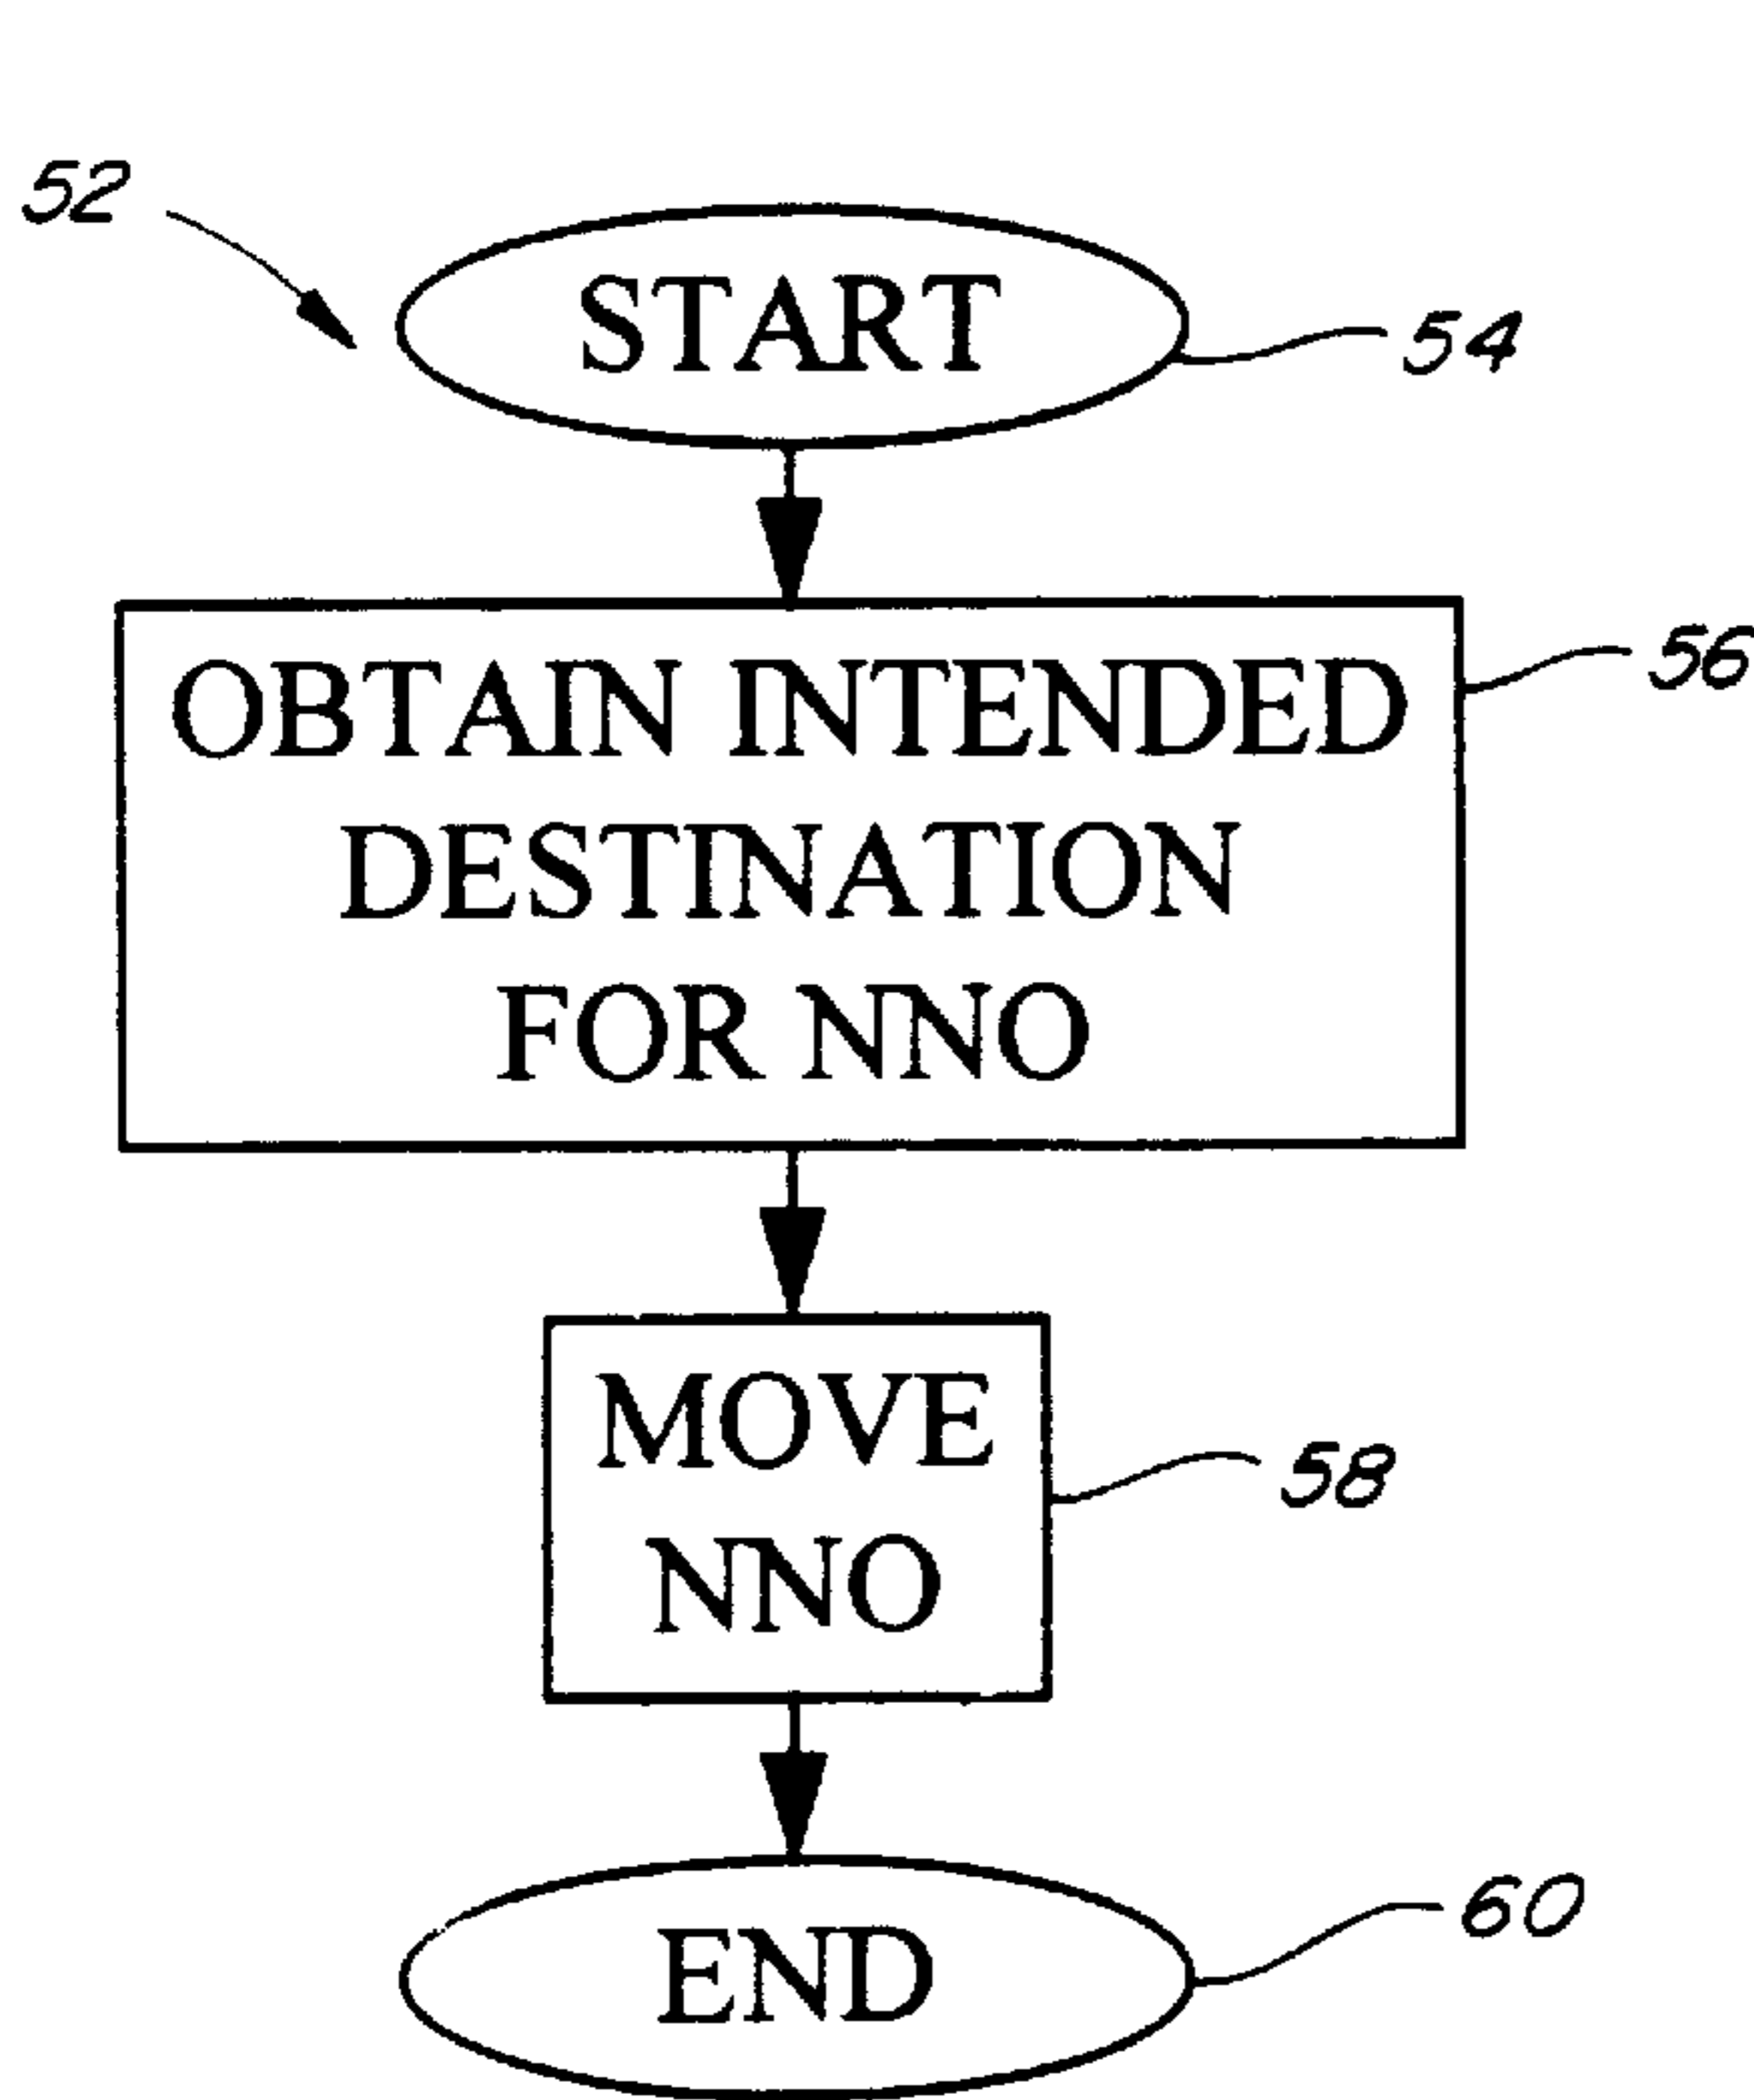 52
START
54
OBTAIN INTENDED
56
DESTINATION
FOR NNO
MOVE
58
NNO
60
END